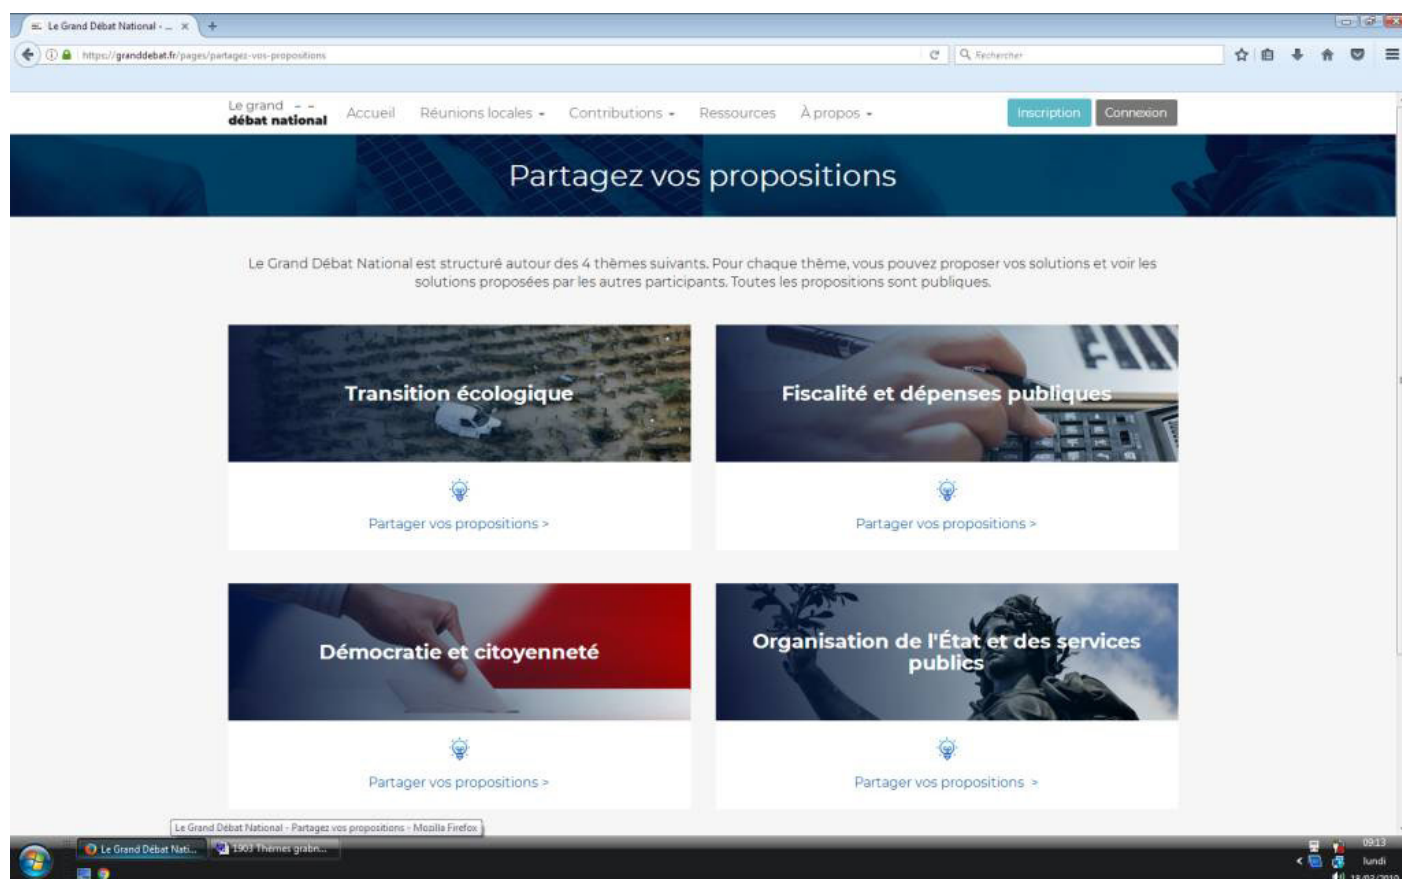 Le Grand Débat National - ... × +
https://granddebat.fr/pages/partagez-vos-propositions
Rechercher
Le grand
débat national
Accueil Réunions locales Contributions Ressources À propos Inscription Connexion
Partagez vos propositions
Le Grand Débat National est structuré autour des 4 thèmes suivants. Pour chaque thème, vous pouvez proposer vos solutions et voir les
solutions proposées par les autres participants. Toutes les propositions sont publiques.
Transition écologique
Partager vos propositions >
Fiscalité et dépenses publiques
Partager vos propositions >
Démocratie et citoyenneté
Partager vos propositions >
Organisation de l'État et des services
publics
Partager vos propositions >
Le Grand Débat National - Partagez vos propositions - Mozilla Firefox
Le Grand Débat Nati... 1903 Thèmes grabn...
09:13
lundi